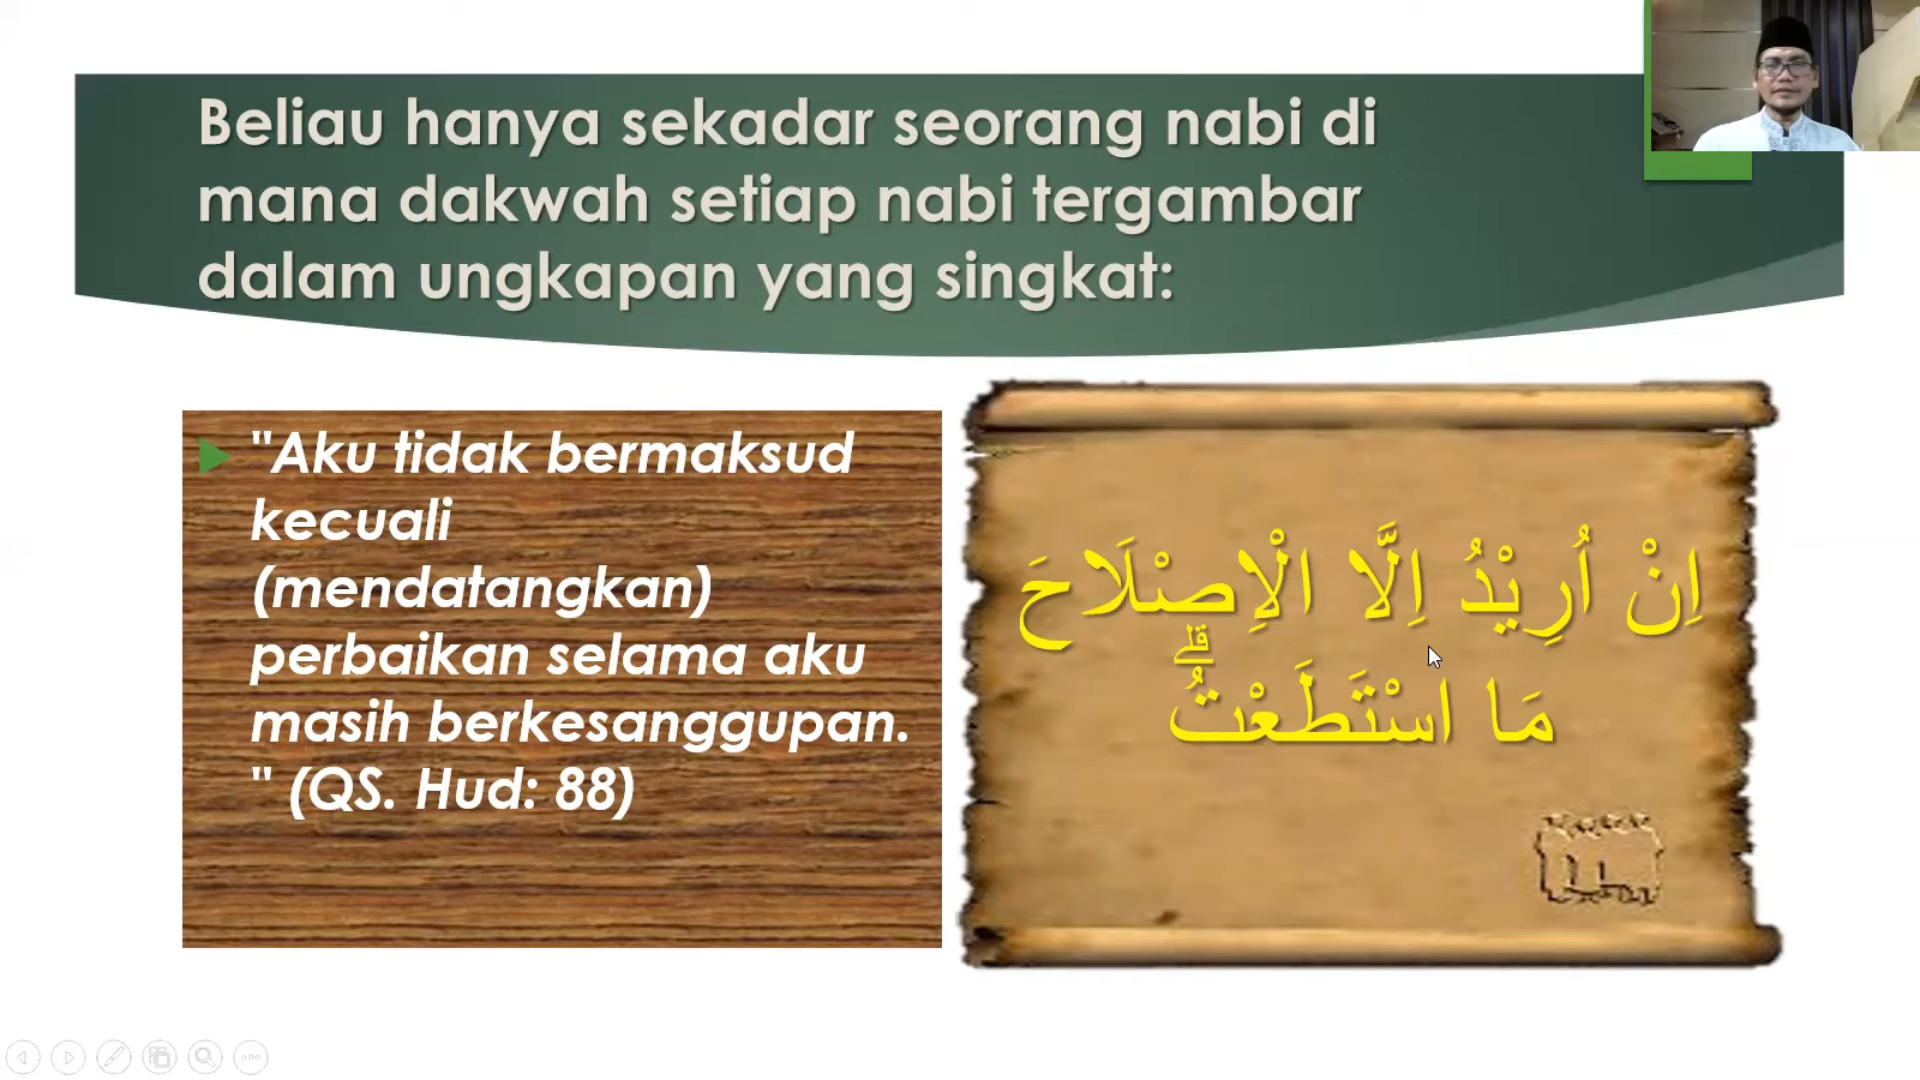 Beliau hanya sekadar seorang nabi di
mana dakwah setiap nabi tergambar
dalam ungkapan yang singkat:
"Aku tidak bermaksud
kecuali
(mendatangkan)
perbaikan selama aku
masih berkesanggupan.
" (QS. Hud: 88)
اِنْ اُرِيْدُ اِلَّا الْاِصْلَاحَ
مَا اسْتَطَعْتُۗ